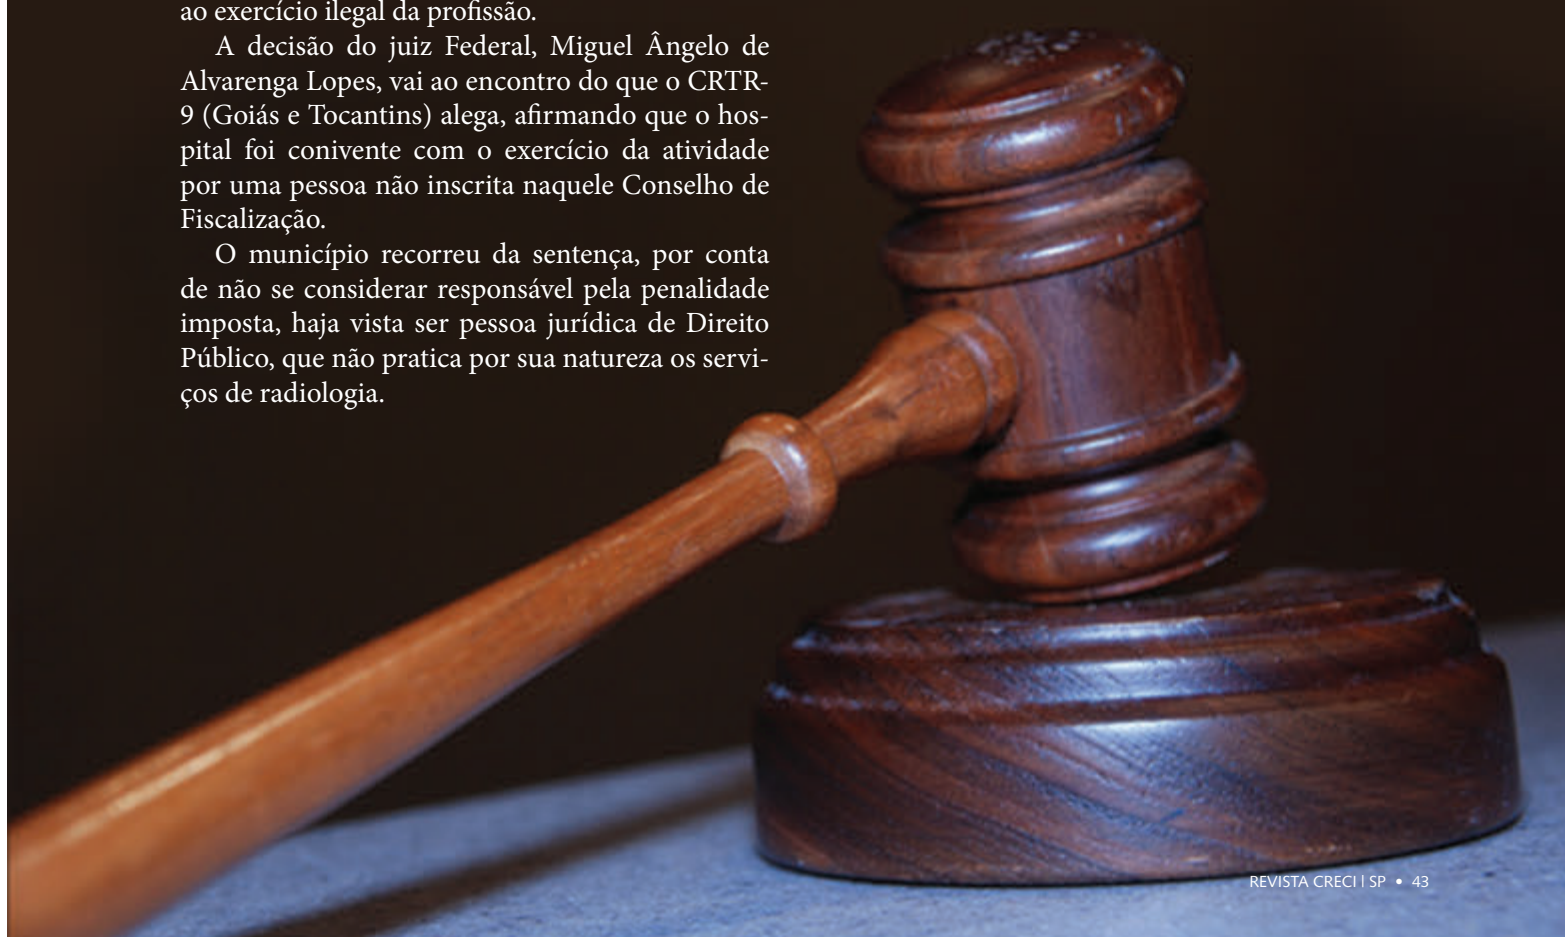 ao exercício ilegal da profissão.
A decisão do juiz Federal, Miguel Ângelo de
Alvarenga Lopes, vai ao encontro do que o CRTR-
9 (Goiás e Tocantins) alega, afirmando que o hos-
pital foi conivente com o exercício da atividade
por uma pessoa não inscrita naquele Conselho de
Fiscalização.
O município recorreu da sentença, por conta
de não se considerar responsável pela penalidade
imposta, haja vista ser pessoa jurídica de Direito
Público, que não pratica por sua natureza os servi-
ços de radiologia.
REVISTA CRECI | SP • 43